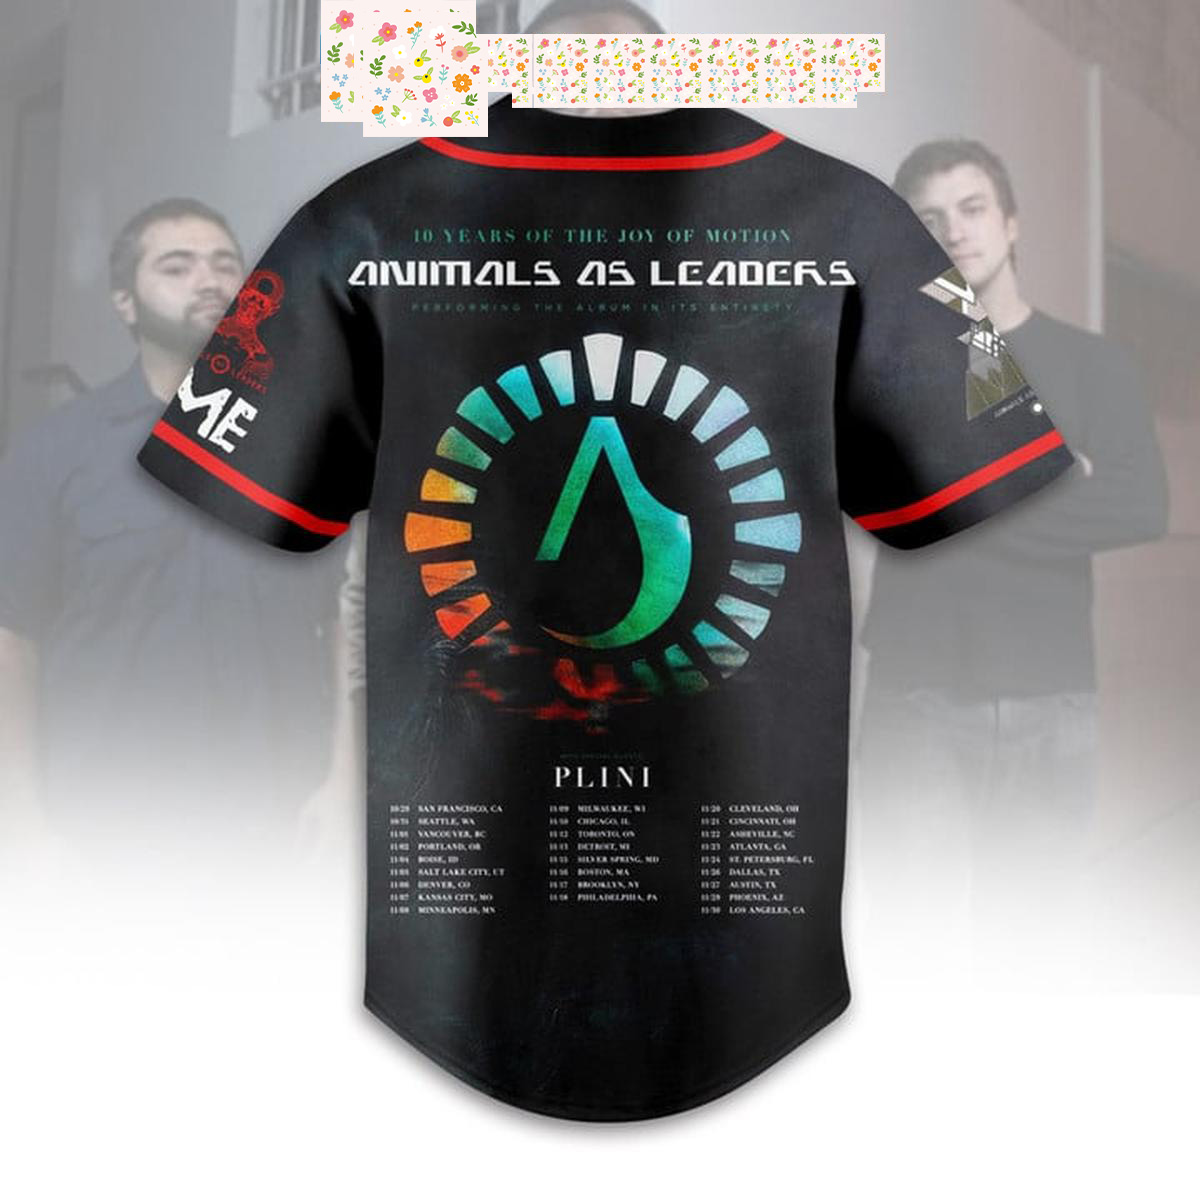 10 YEARS OF THE JOY OF MOTION
ANIMALS AS LEADERS
PERFORMING THE ALBUM IN ITS ENTIRETY
LEADERS
ME
PLINI
10/29 SAN FRANCISCO, CA
10/31 SEATTLE, WA
11/01 VANCOUVER, BC
11/02 PORTLAND, OR
11/04 BOISE, ID
11/05 SALT LAKE CITY, UT
11/06 DENVER, CO
11/07 KANSAS CITY, MO
11/08 MINNEAPOLIS, MN
11/09 MILWAUKEE, WI
11/10 CHICAGO, IL
11/12 TORONTO, ON
11/13 DETROIT, MI
11/15 SILVER SPRING, MD
11/16 BOSTON, MA
11/17 BROOKLYN, NY
11/18 PHILADELPHIA, PA
11/20 CLEVELAND, OH
11/21 CINCINNATI, OH
11/22 ASHEVILLE, NC
11/23 ATLANTA, GA
11/24 ST. PETERSBURG, FL
11/26 DALLAS, TX
11/27 AUSTIN, TX
11/29 PHOENIX, AZ
11/30 LOS ANGELES, CA